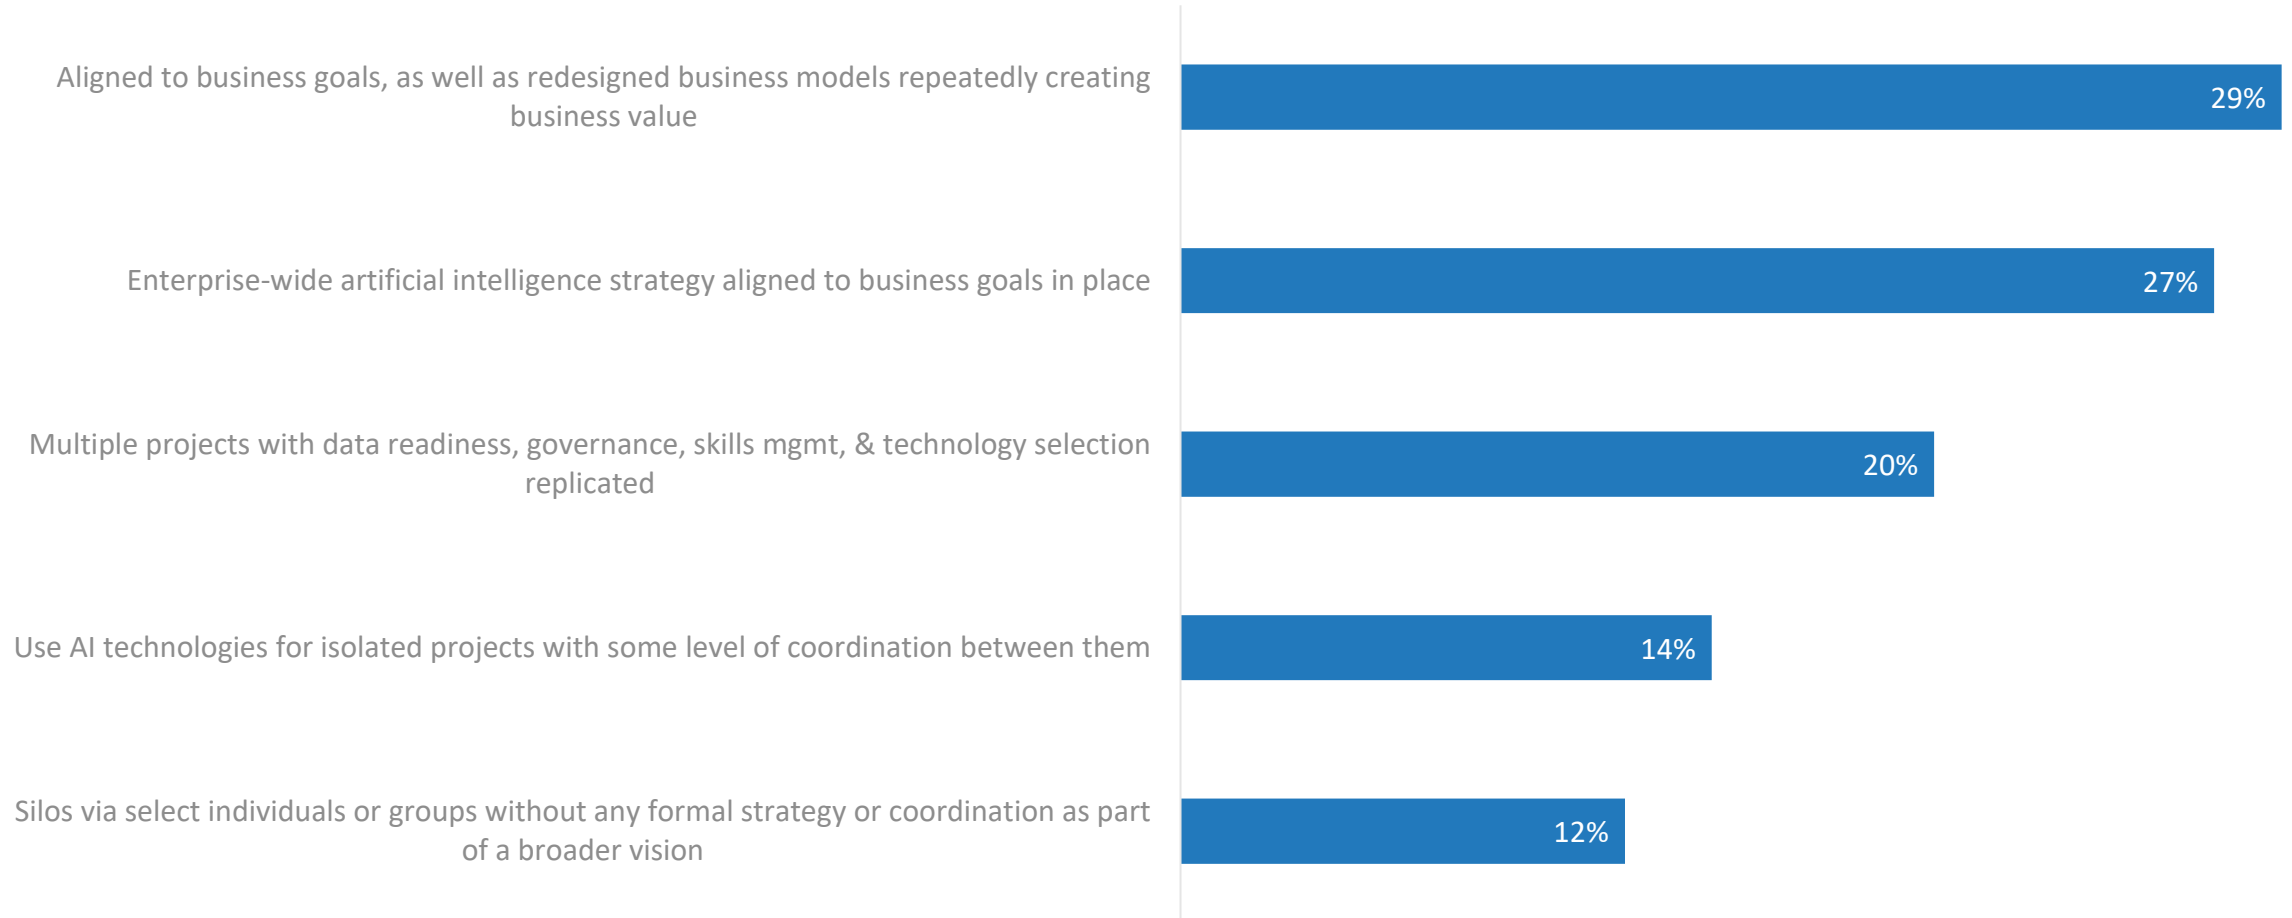 Aligned to business goals, as well as redesigned business models repeatedly creating
business value
29%
Enterprise-wide artificial intelligence strategy aligned to business goals in place
27%
Multiple projects with data readiness, governance, skills mgmt, & technology selection
replicated
20%
Use AI technologies for isolated projects with some level of coordination between them
14%
Silos via select individuals or groups without any formal strategy or coordination as part
of a broader vision
12%